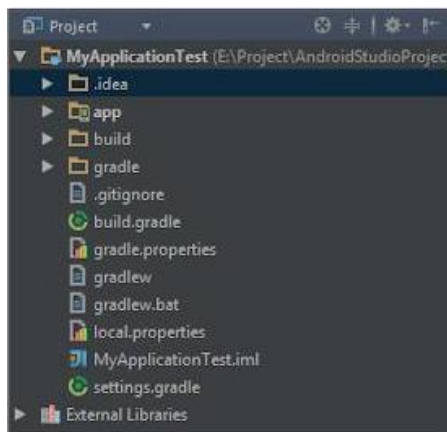 Project
MyApplicationTest (E:\Project\AndroidStudioProjec
.idea
app
build
gradle
.gitignore
build.gradle
gradle.properties
gradlew
gradlew.bat
local.properties
MyApplicationTest.iml
settings.gradle
External Libraries